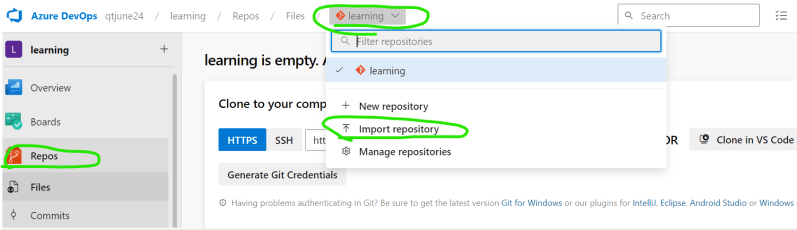 Azure DevOps qtjune24 / learning / Repos / Files / learning Search
L learning +
Filter repositories
learning is empty. A
learning
Overview
Clone to your comp
New repository
Boards
Import repository
HTTPS SSH htt OR Clone in VS Code
Repos
Manage repositories
Generate Git Credentials
Files
Having problems authenticating in Git? Be sure to get the latest version Git for Windows or our plugins for IntelliJ, Eclipse, Android Studio or Windows
Commits